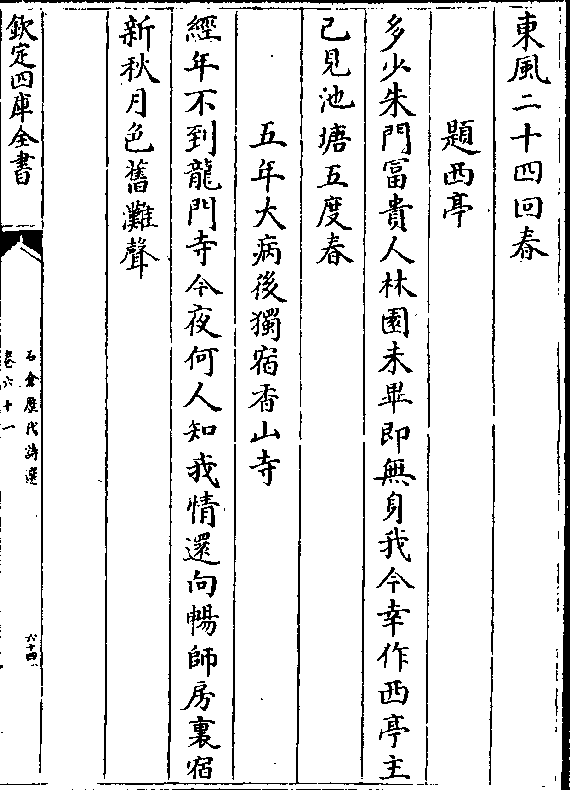 東風二十四回春
題西亭
多少朱門富貴人林園未畢即無身我今幸作西亭主
已見池塘五度春
五年大病後獨宿香山寺
經年不到龍門寺今夜何人知我情還向暢師房裏宿
新秋月色舊灘聲
欽定四庫全書
石倉歷代詩選
卷六十一
六十四